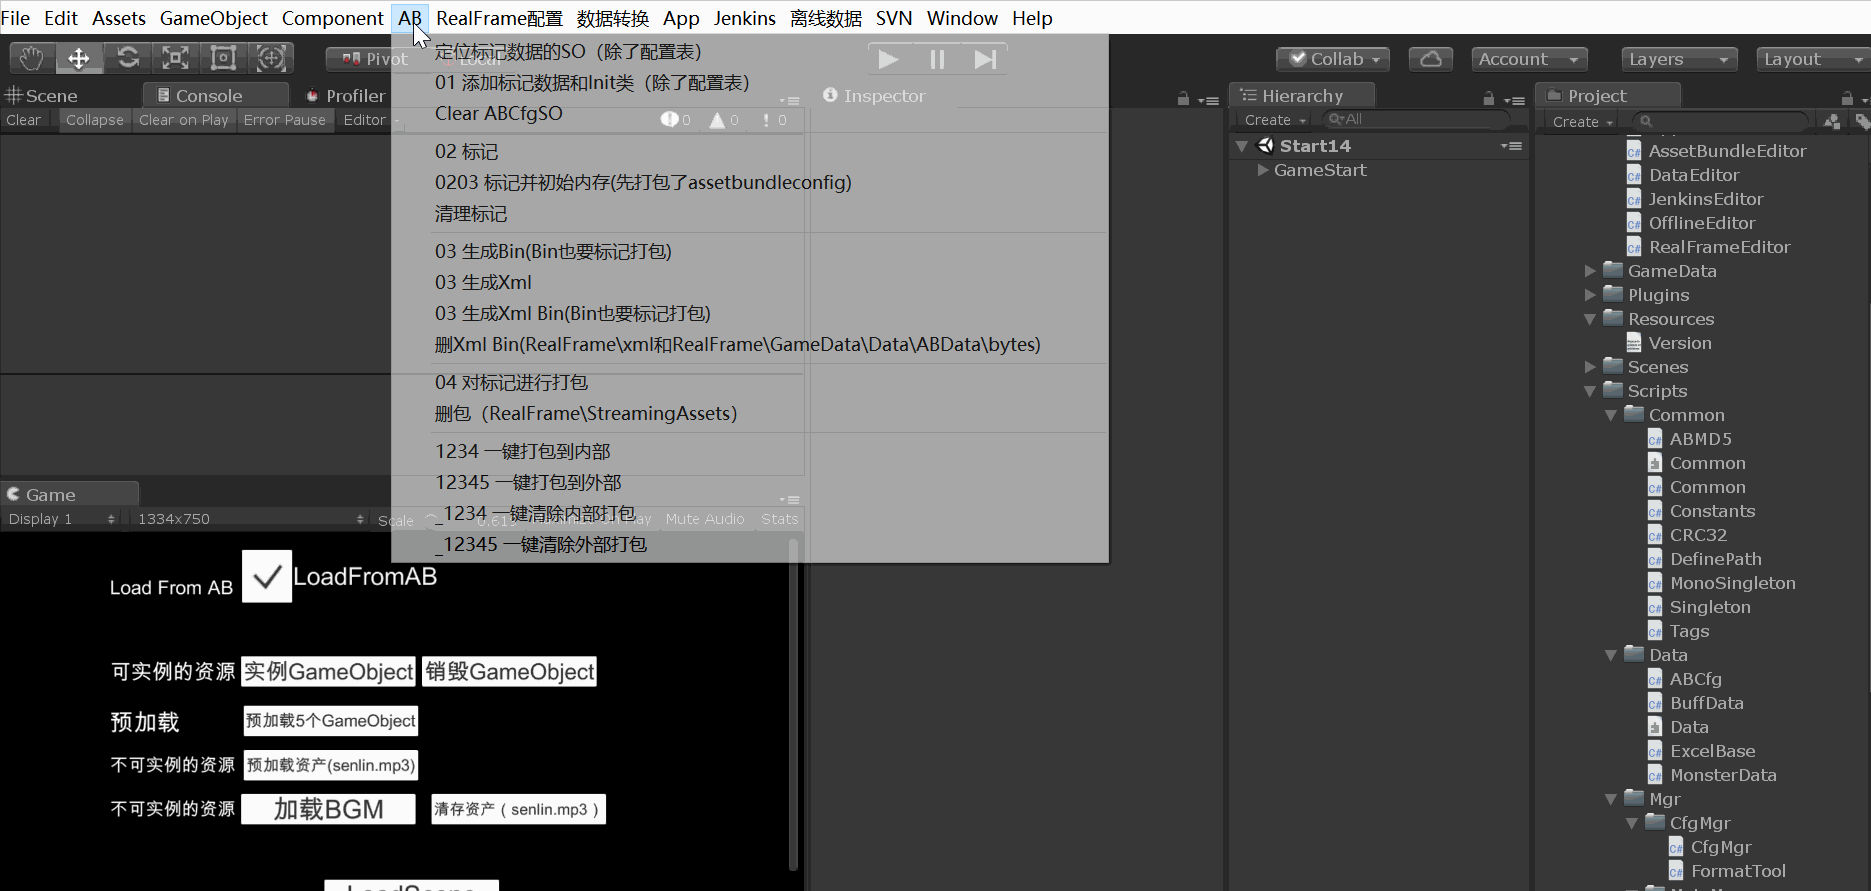 File Edit Assets GameObject Component AB RealFrame配置 数据转换 App Jenkins 离线数据 SVN Window Help
定位标记数据的SO（除了配置表）
01 添加标记数据和Init类（除了配置表）
Clear ABCfgSO
02 标记
0203 标记并初始内存(先打包了assetbundleconfig)
清理标记
03 生成Bin(Bin也要标记打包)
03 生成Xml
03 生成Xml Bin(Bin也要标记打包)
删Xml Bin(RealFrame\xml和RealFrame\GameData\Data\ABData\bytes)
04 对标记进行打包
删包（RealFrame\StreamingAssets）
1234 一键打包到内部
12345 一键打包到外部
_1234 一键清除内部打包
_12345 一键清除外部打包
Pivot Local
Collab Account Layers Layout
Scene Console Profiler
Clear Collapse Clear on Play Error Pause Editor 0 0 0
Inspector
Game
Display 1 1334x750 Scale Mute Audio Stats
Load From AB LoadFromAB
可实例的资源 实例GameObject 销毁GameObject
预加载 预加载5个GameObject
不可实例的资源 预加载资产(senlin.mp3)
不可实例的资源 加载BGM 清存资产（senlin.mp3）
LoadScene
Hierarchy
Create All
Start14
GameStart
Project
Create
AssetBundleEditor
DataEditor
JenkinsEditor
OfflineEditor
RealFrameEditor
GameData
Plugins
Resources
Version
Scenes
Scripts
Common
ABMD5
Common
Common
Constants
CRC32
DefinePath
MonoSingleton
Singleton
Tags
Data
ABCfg
BuffData
Data
ExcelBase
MonsterData
Mgr
CfgMgr
CfgMgr
FormatTool